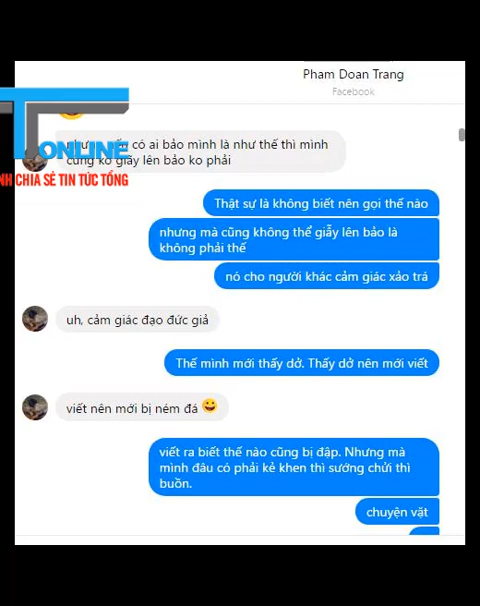 Pham Doan Trang
Facebook
có ai bảo mình là như thế thì mình
cũng ko giãy lên bảo ko phải
T
ONLINE
NH CHIA SẺ TIN TỨC TỔNG
Thật sự là không biết nên gọi thế nào
nhưng mà cũng không thể giẫy lên bảo là
không phải thế
nó cho người khác cảm giác xảo trá
uh, cảm giác đạo đức giả
Thế mình mới thấy dở. Thấy dở nên mới viết
viết nên mới bị ném đá
viết ra biết thế nào cũng bị đập. Nhưng mà
mình đâu có phải kẻ khen thì sướng chửi thì
buồn.
chuyện vặt